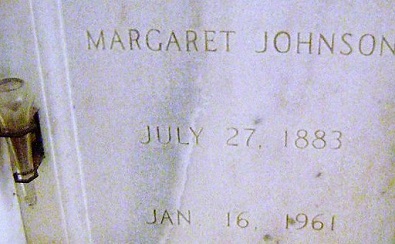 MARGARET JOHNSON
JULY 27, 1883
JAN 16, 1961